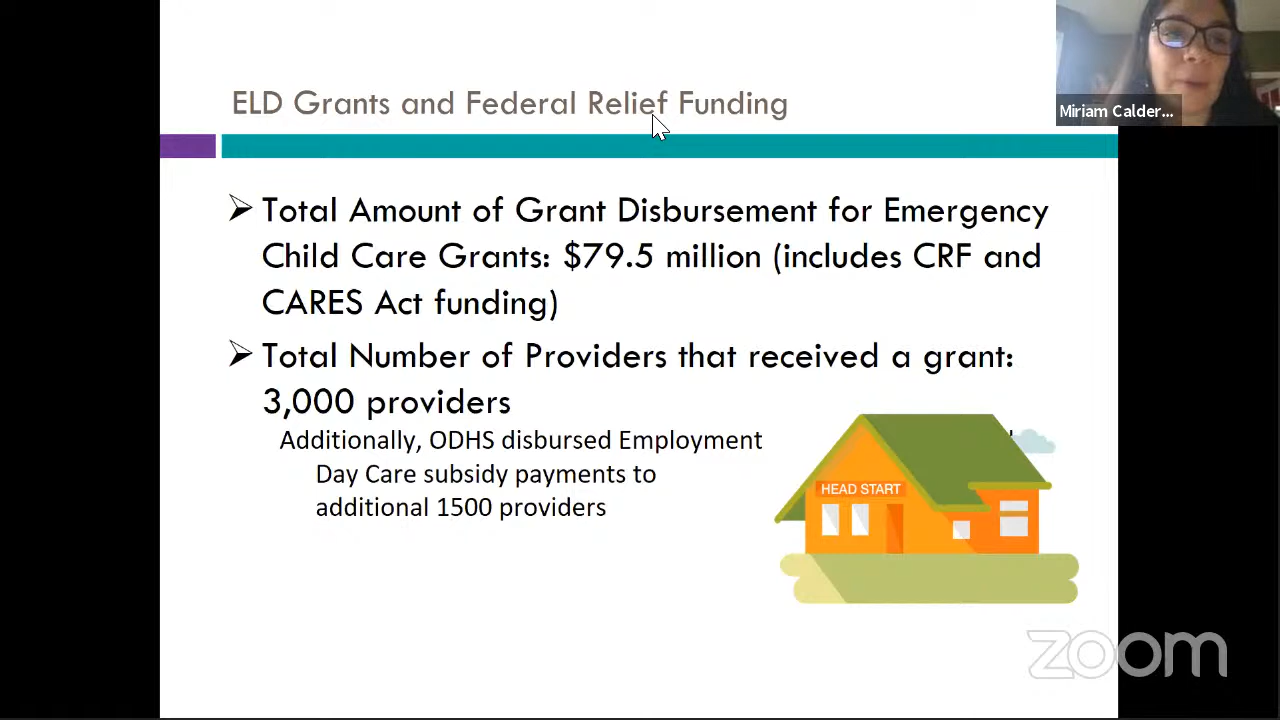 ELD Grants and Federal Relief Funding
Miriam Calder...
➢ Total Amount of Grant Disbursement for Emergency
Child Care Grants: $79.5 million (includes CRF and
CARES Act funding)
➢ Total Number of Providers that received a grant:
3,000 providers
Additionally, ODHS disbursed Employment
Day Care subsidy payments to
additional 1500 providers
HEAD START
zoom